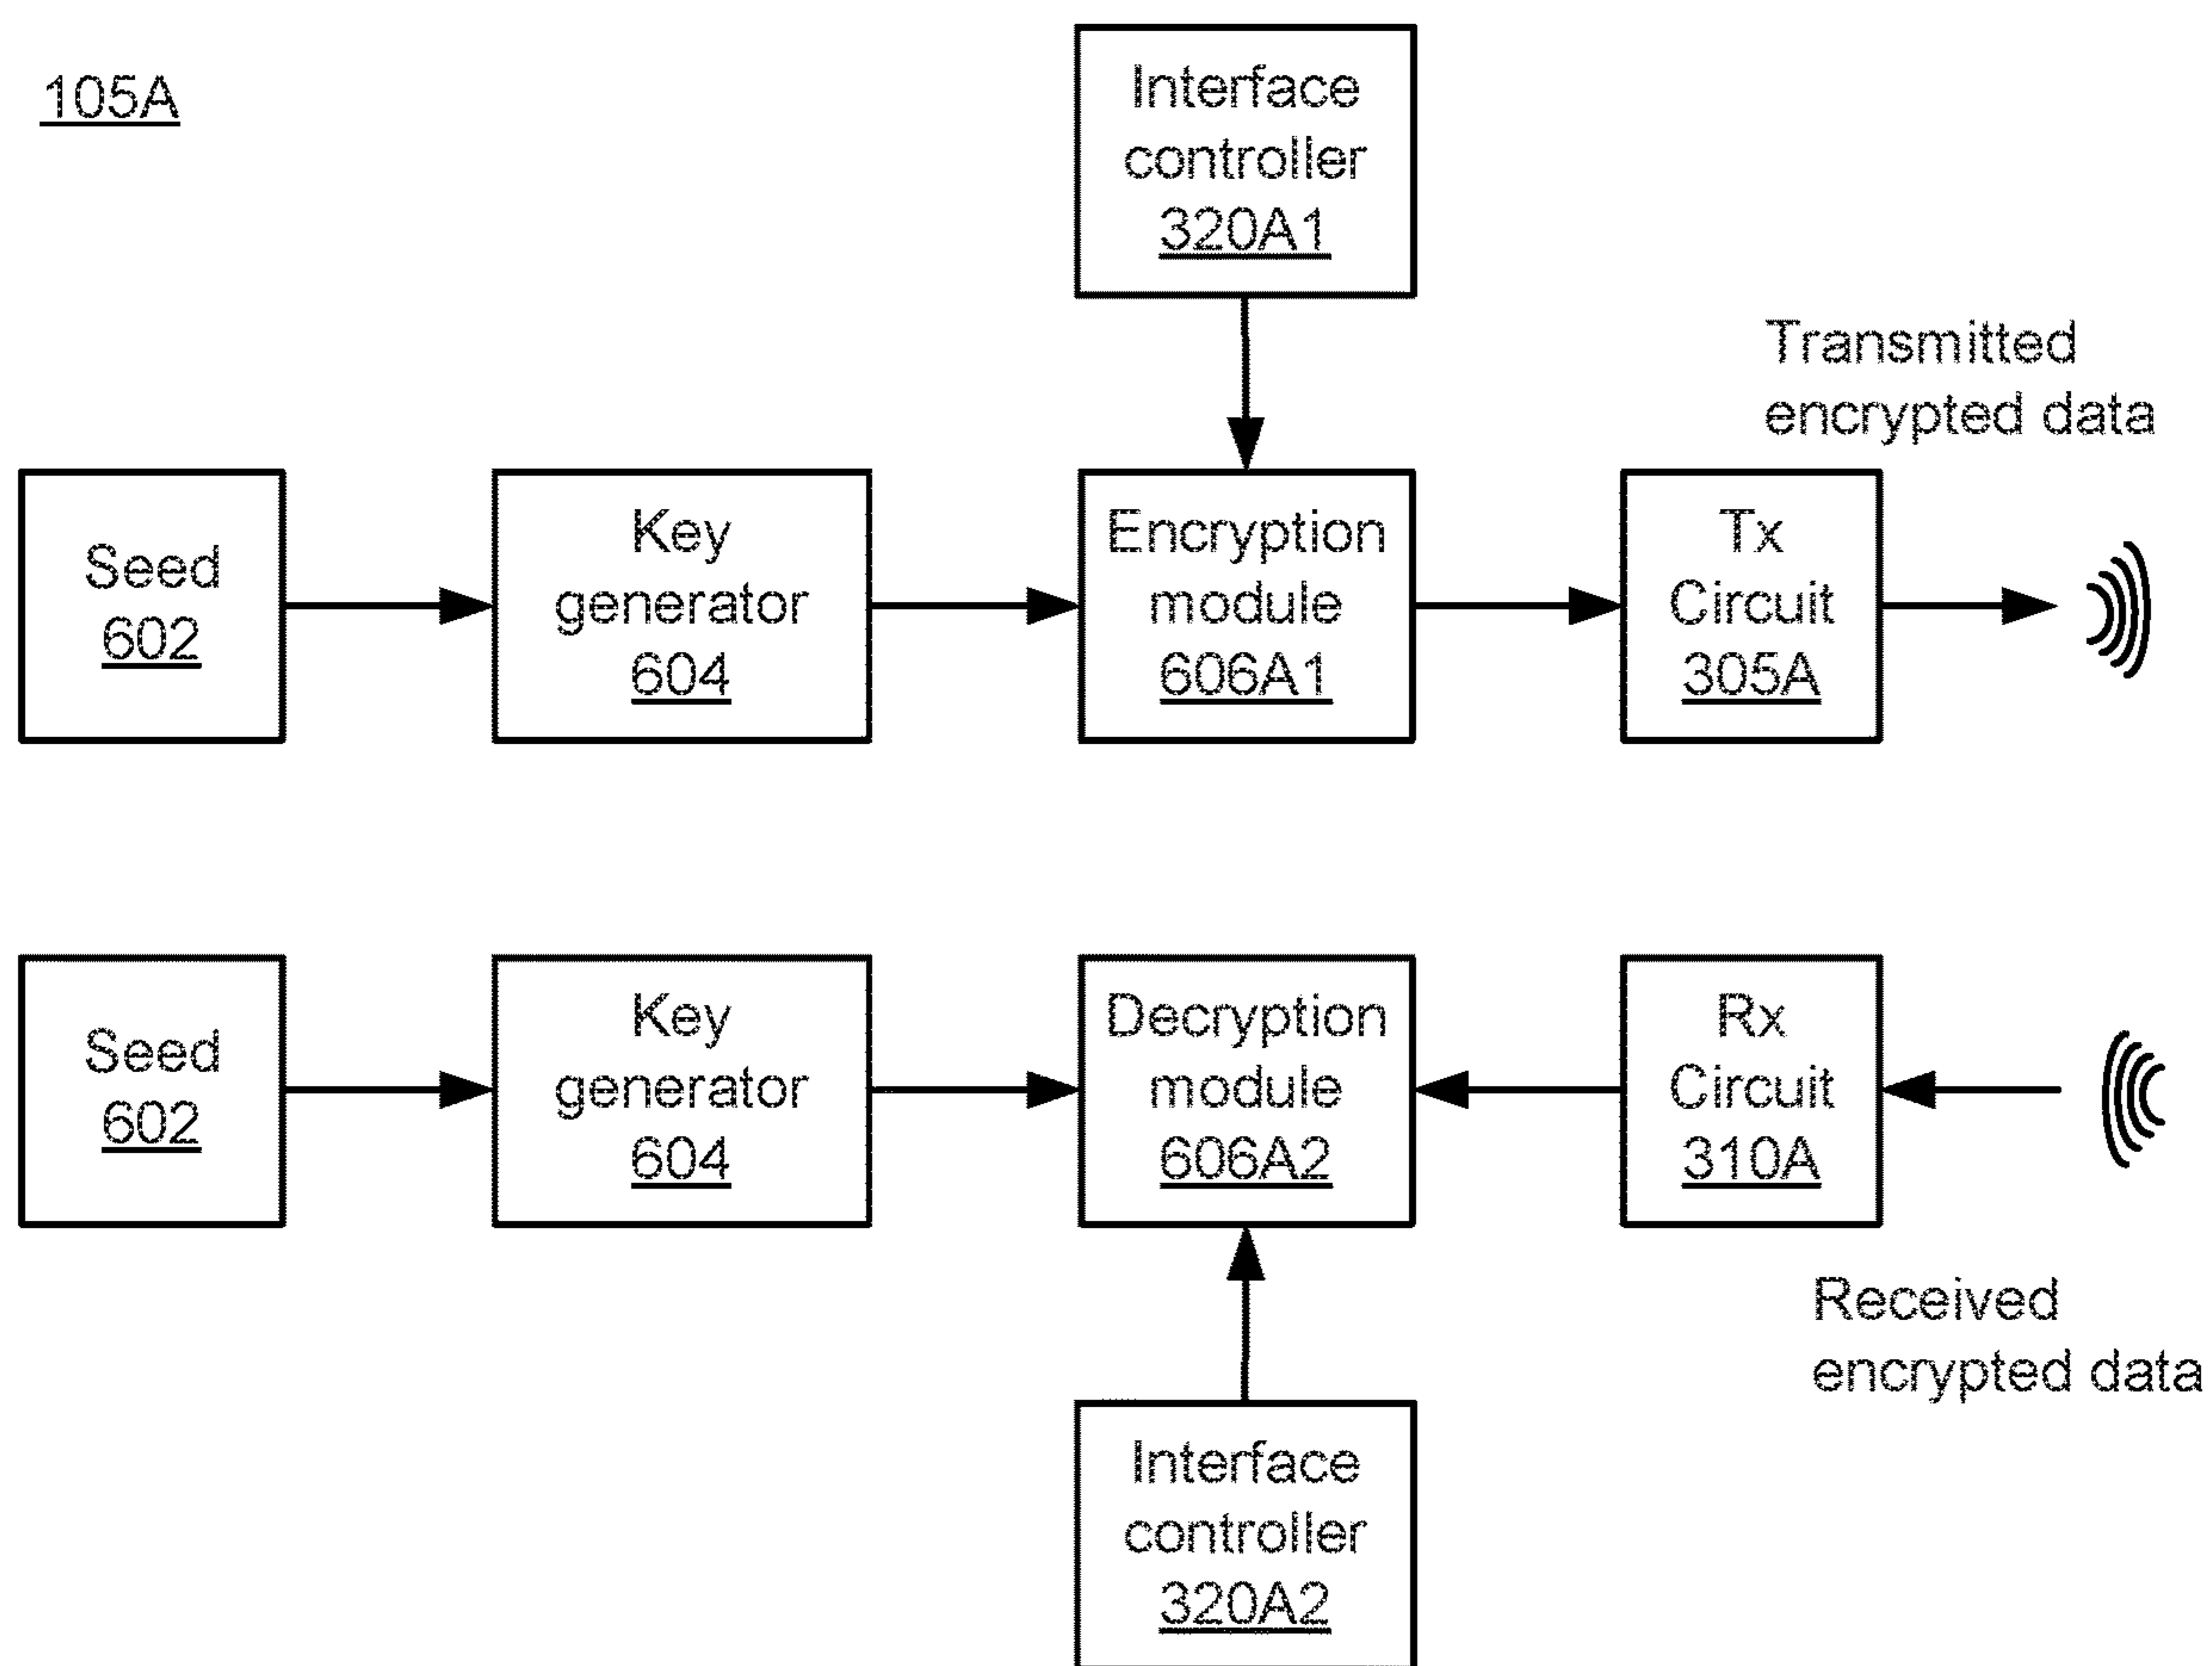 105A
Interface
controller
320A1
Transmitted
encrypted data
Seed
602
Key
generator
604
Encryption
module
606A1
Tx
Circuit
305A
Seed
602
Key
generator
604
Decryption
module
606A2
Rx
Circuit
310A
Received
encrypted data
Interface
controller
320A2